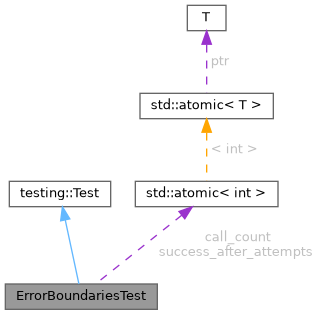 T
ptr
std::atomic< T >
< int >
testing::Test
std::atomic< int >
call_count
success_after_attempts
ErrorBoundariesTest